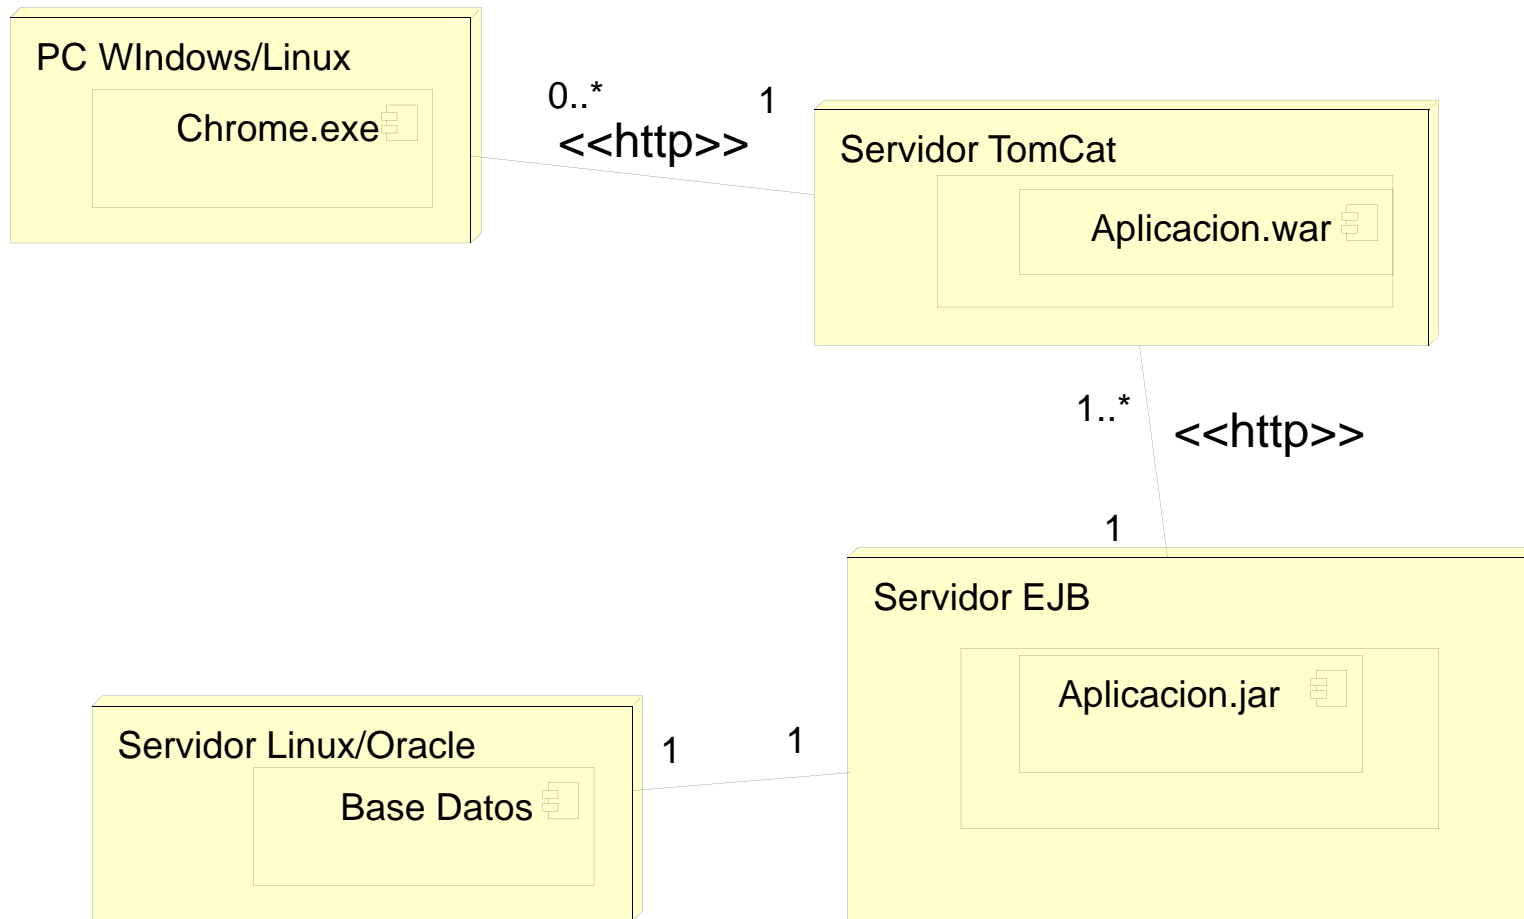 PC WIndows/Linux
Chrome.exe
0..*
1
<<http>>
Servidor TomCat
Aplicacion.war
1..*
<<http>>
1
Servidor EJB
Aplicacion.jar
Servidor Linux/Oracle
1
1
Base Datos